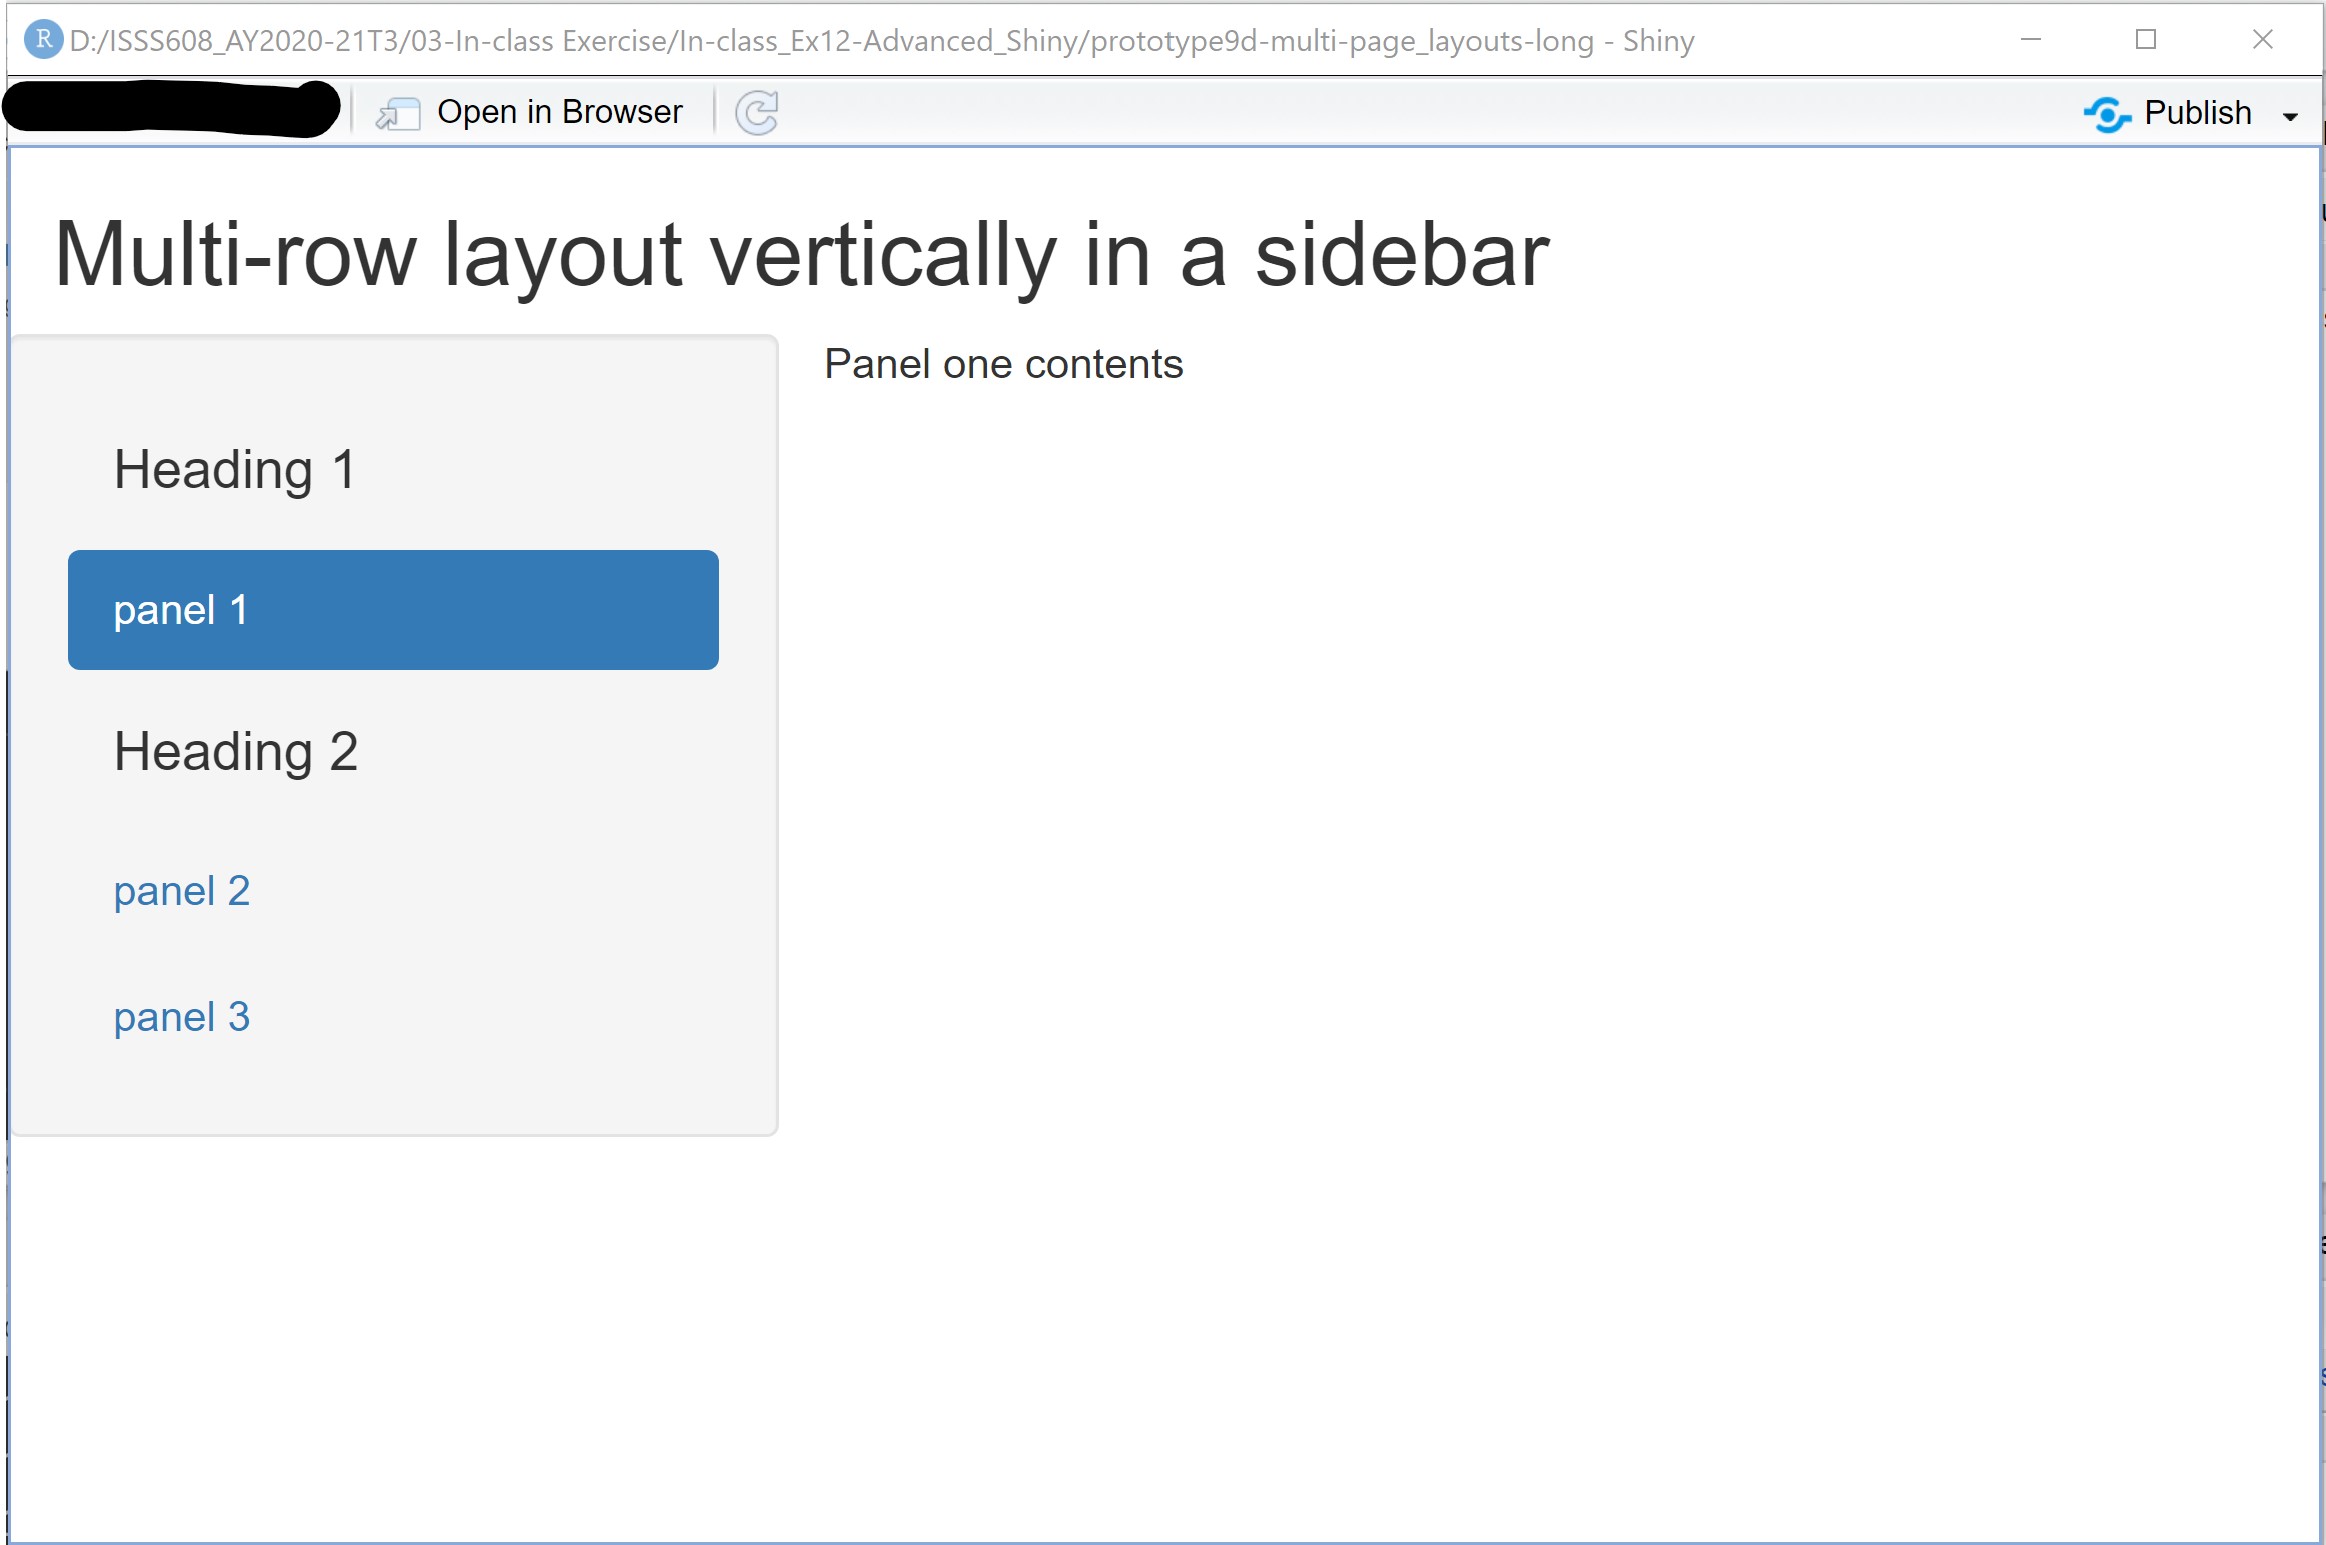 R D:/ISSS608_AY2020-21T3/03-In-class Exercise/In-class_Ex12-Advanced_Shiny/prototype9d-multi-page_layouts-long - Shiny
Open in Browser Publish
Multi-row layout vertically in a sidebar
Panel one contents
Heading 1
panel 1
Heading 2
panel 2
panel 3